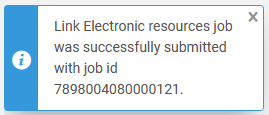 Link Electronic resources job
was successfully submitted
with job id
7898004080000121.